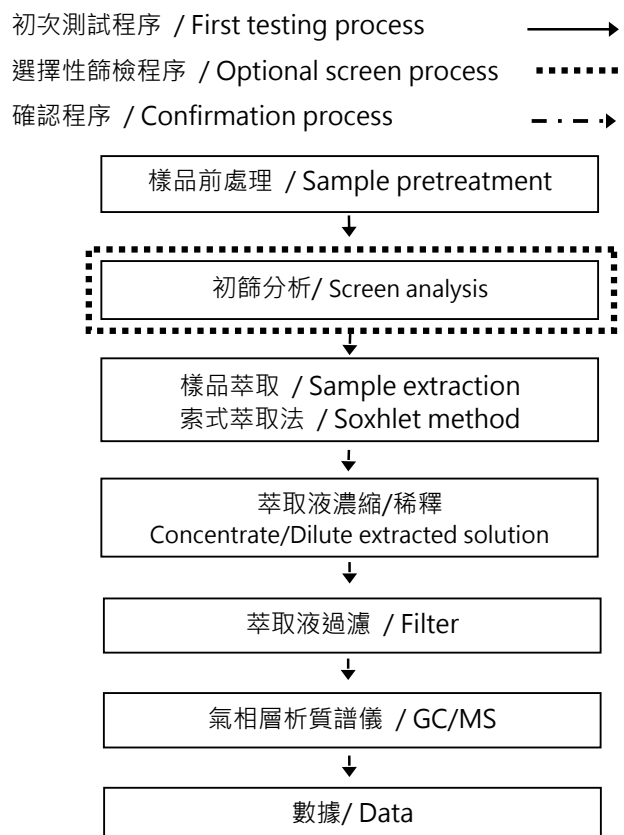 初次測試程序 / First testing process
選擇性篩檢程序 / Optional screen process
確認程序 / Confirmation process
樣品前處理 / Sample pretreatment
初篩分析/ Screen analysis
樣品萃取 / Sample extraction
索式萃取法 / Soxhlet method
萃取液濃縮/稀釋
Concentrate/Dilute extracted solution
萃取液過濾 / Filter
氣相層析質譜儀 / GC/MS
數據/ Data